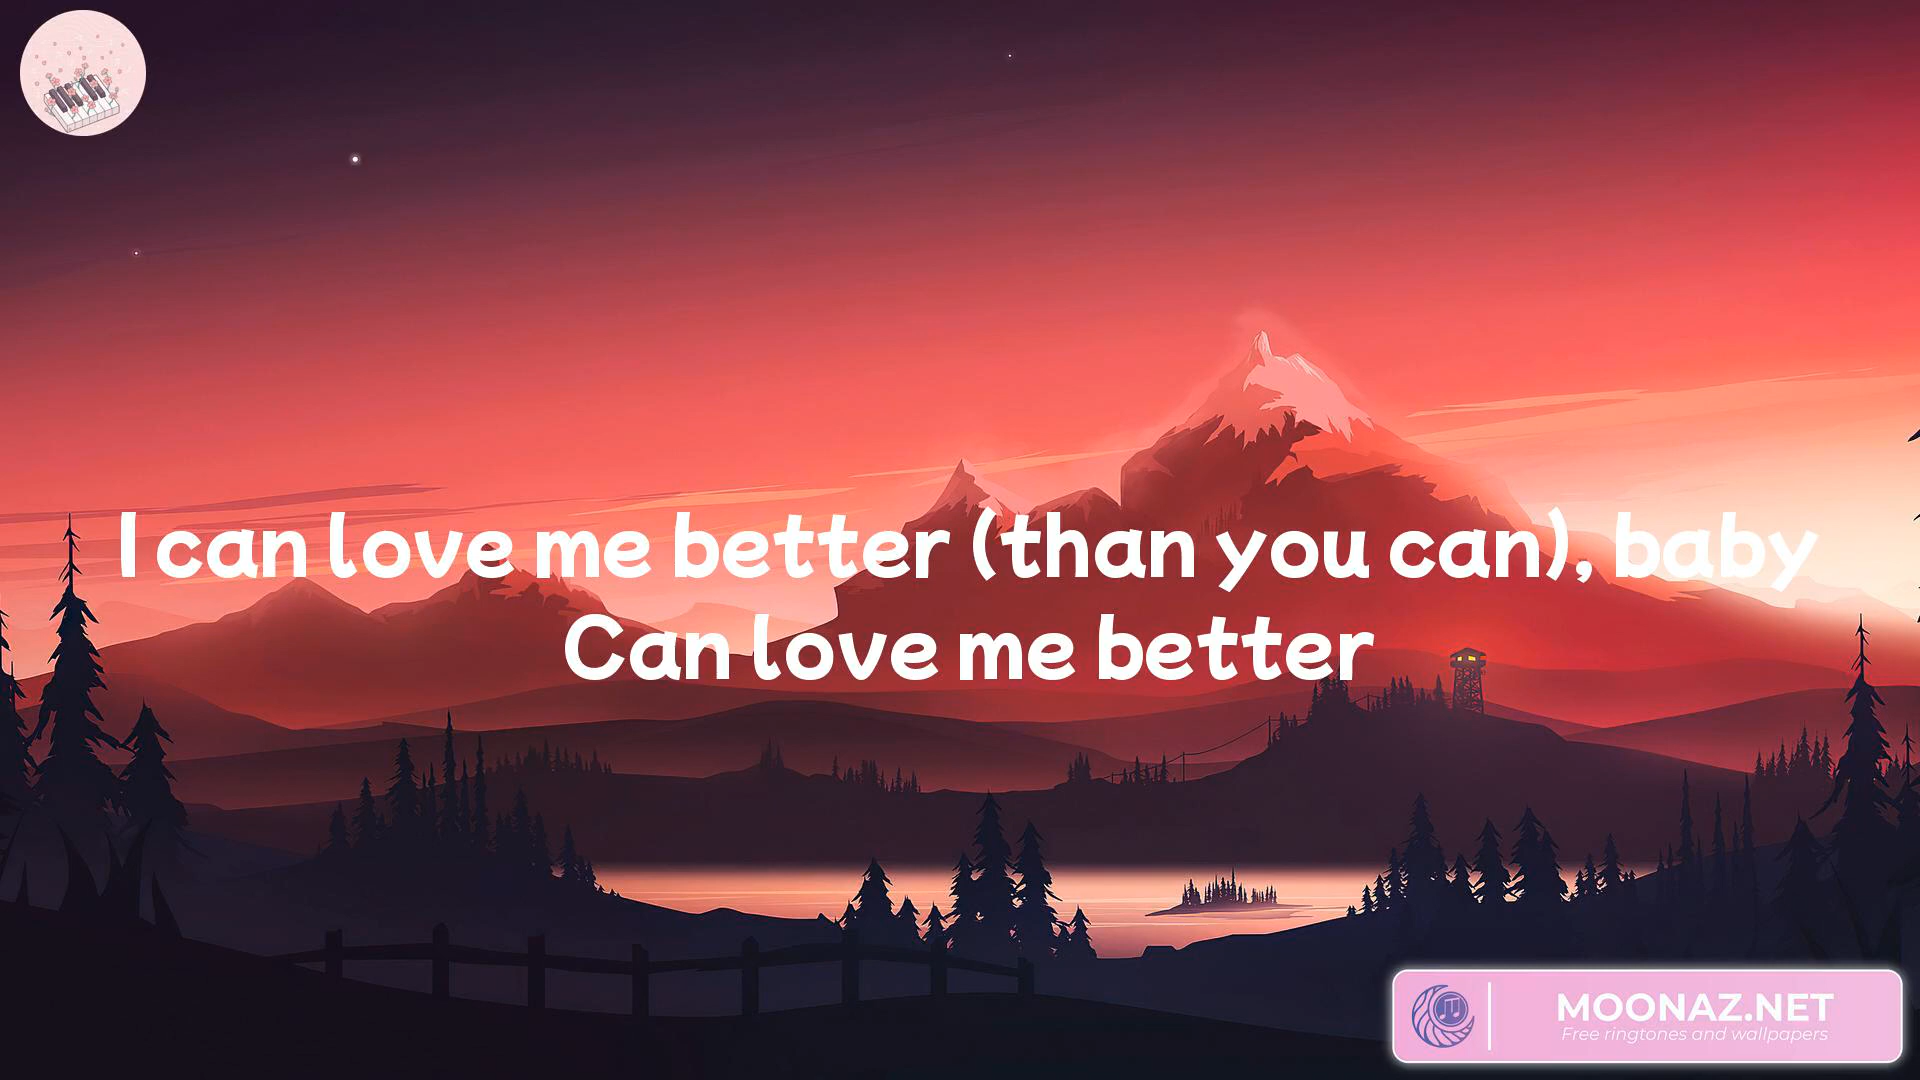 I can love me better (than you can), baby
Can love me better
MOONAZ.NET
Free ringtones and wallpapers